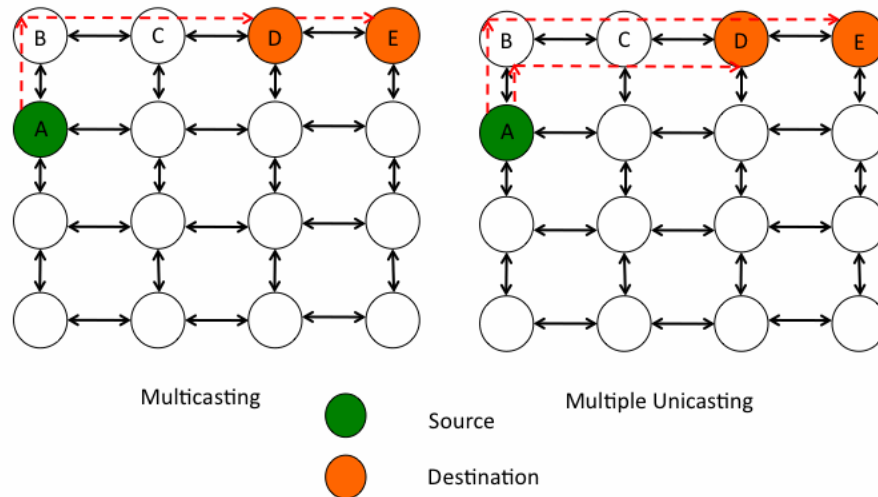 B C D E
A
B C D E
A
Multicasting
Multiple Unicasting
Source
Destination